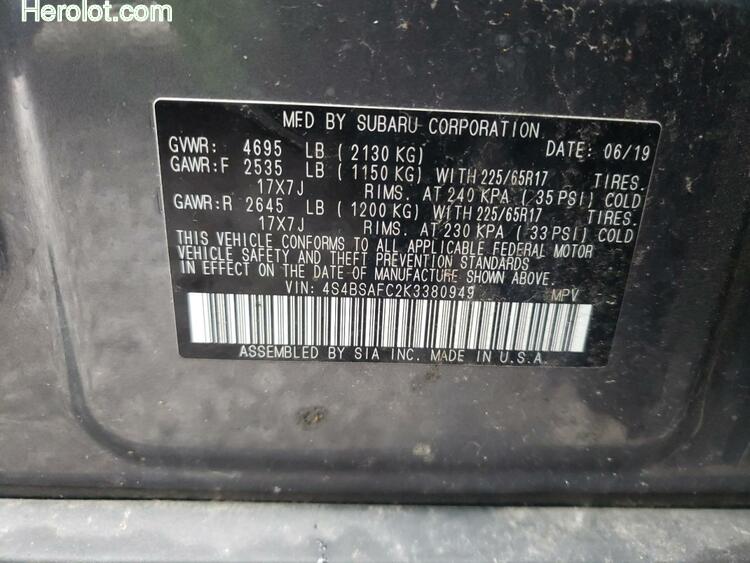 Herolot.com
MFD BY SUBARU CORPORATION
GVWR: 4695 LB (2130 KG) DATE: 06/19
GAWR:F 2535 LB (1150 KG) WITH 225/65R17 TIRES.
17X7J RIMS. AT 240 KPA (35 PSI) COLD
GAWR:R 2645 LB (1200 KG) WITH 225/65R17 TIRES.
17X7J RIMS. AT 230 KPA (33 PSI) COLD
THIS VEHICLE CONFORMS TO ALL APPLICABLE FEDERAL MOTOR
VEHICLE SAFETY AND THEFT PREVENTION STANDARDS
IN EFFECT ON THE DATE OF MANUFACTURE SHOWN ABOVE.
VIN: 4S4BSAFC2K3380949 MPV
ASSEMBLED BY SIA INC. MADE IN U.S.A.